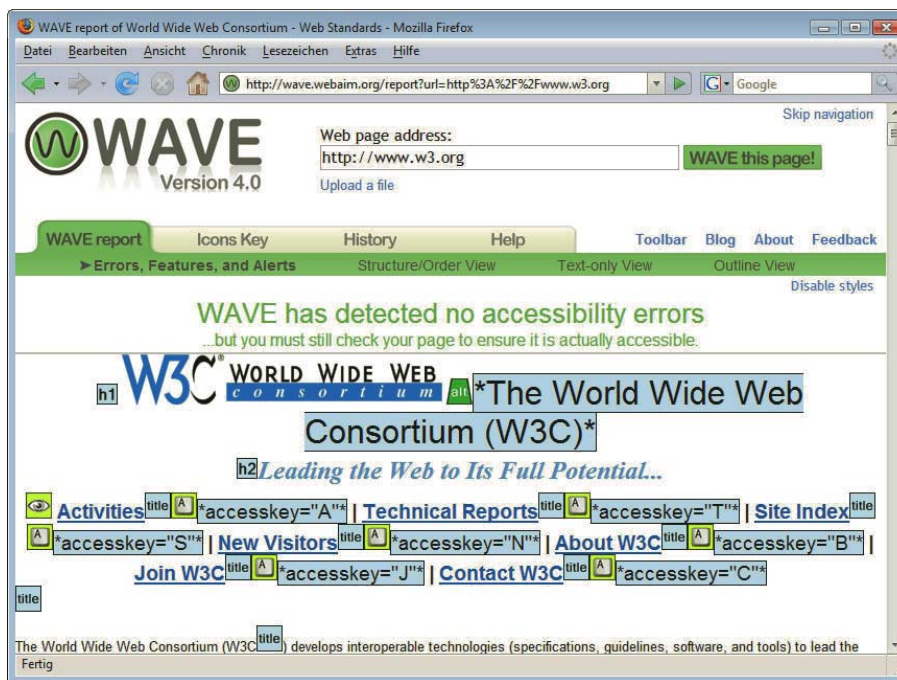 WAVE report of World Wide Web Consortium - Web Standards - Mozilla Firefox
Datei Bearbeiten Ansicht Chronik Lesezeichen Extras Hilfe
http://wave.webaim.org/report?url=http%3A%2F%2Fwww.w3.org G Google
Skip navigation
WAVE
Version 4.0
Web page address:
http://www.w3.org WAVE this page!
Upload a file
WAVE report Icons Key History Help Toolbar Blog About Feedback
➤Errors, Features, and Alerts Structure/Order View Text-only View Outline View
Disable styles
WAVE has detected no accessibility errors
...but you must still check your page to ensure it is actually accessible.
h1 W3C® WORLD WIDE WEB consortium alt *The World Wide Web
Consortium (W3C)*
h2 Leading the Web to Its Full Potential...
Activities title A *accesskey="A"* | Technical Reports title A *accesskey="T"* | Site Index title
A *accesskey="S"* | New Visitors title A *accesskey="N"* | About W3C title A *accesskey="B"* |
Join W3C title A *accesskey="J"* | Contact W3C title A *accesskey="C"*
title
The World Wide Web Consortium (W3C title) develops interoperable technologies (specifications, guidelines, software, and tools) to lead the
Fertig